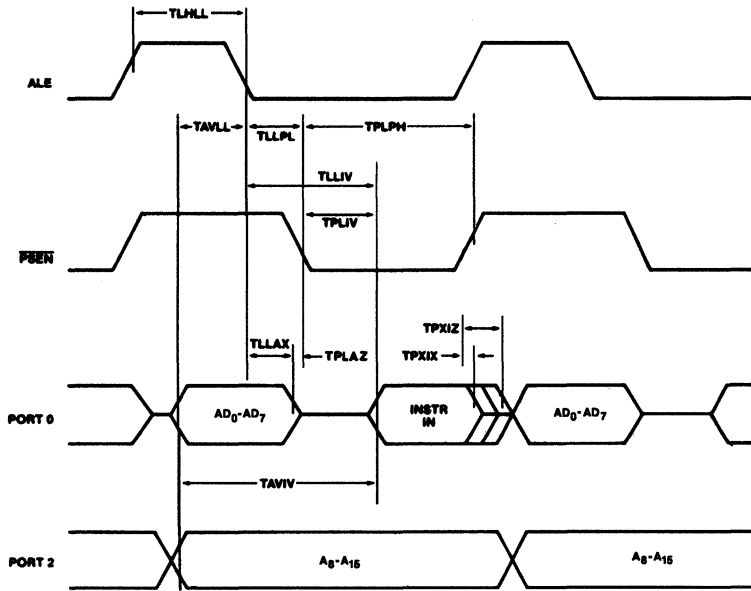 TLHLL
ALE
TAVLL
TLLPL
TPLPH
TLLIV
TPLIV
PSEN
TPXIZ
TLLAX
TPLAZ
TPXIX
PORT 0
AD0-AD7
INSTR
IN
AD0-AD7
TAVIV
PORT 2
A8-A15
A8-A15